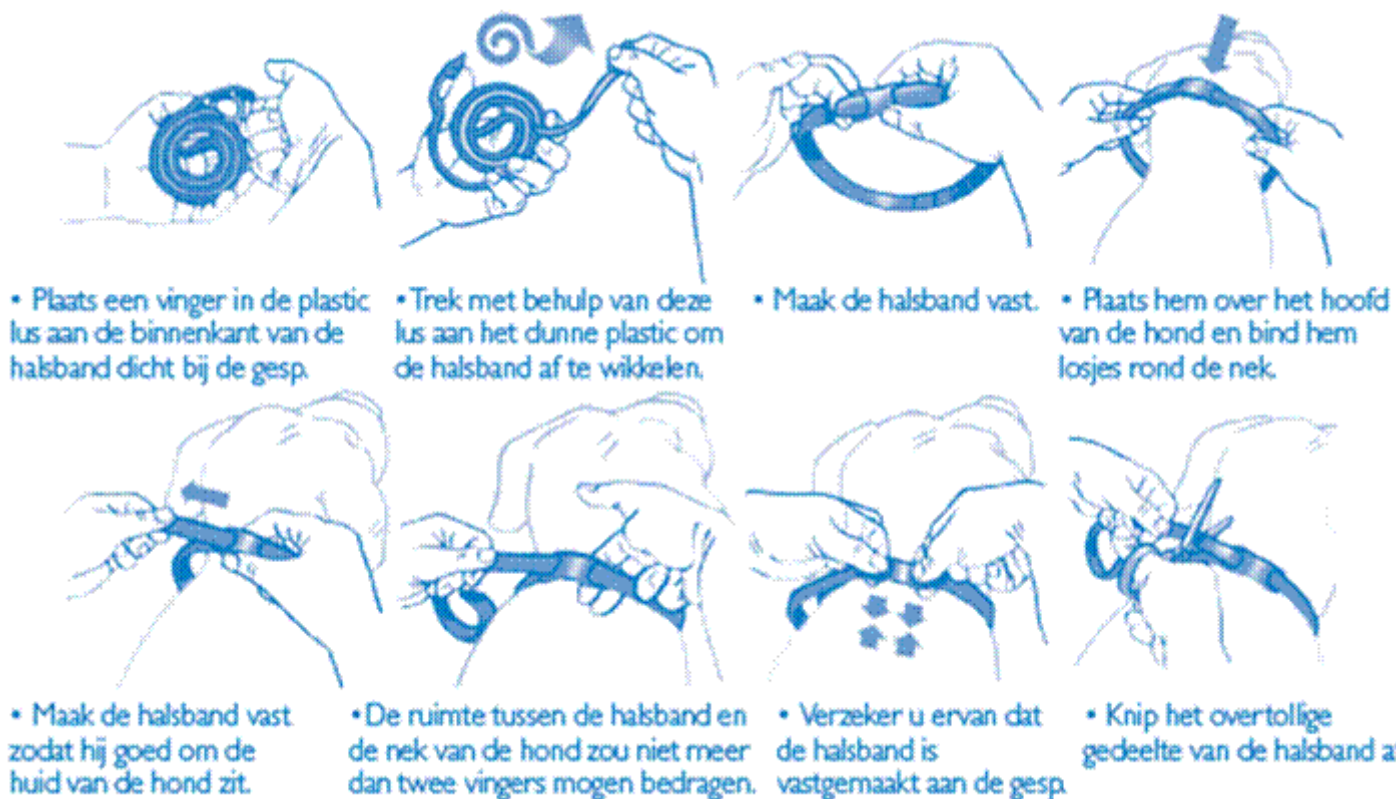 • Plaats een vinger in de plastic
lus aan de binnenkant van de
halsband dicht bij de gesp.
• Trek met behulp van deze
lus aan het dunne plastic om
de halsband af te wikkelen.
• Maak de halsband vast.
• Plaats hem over het hoofd
van de hond en bind hem
losjes rond de nek.
• Maak de halsband vast
zodat hij goed om de
huid van de hond zit.
• De ruimte tussen de halsband en
de nek van de hond zou niet meer
dan twee vingers mogen bedragen.
• Verzeker u ervan dat
de halsband is
vastgemaakt aan de gesp
• Knip het overtollige
gedeelte van de halsband a